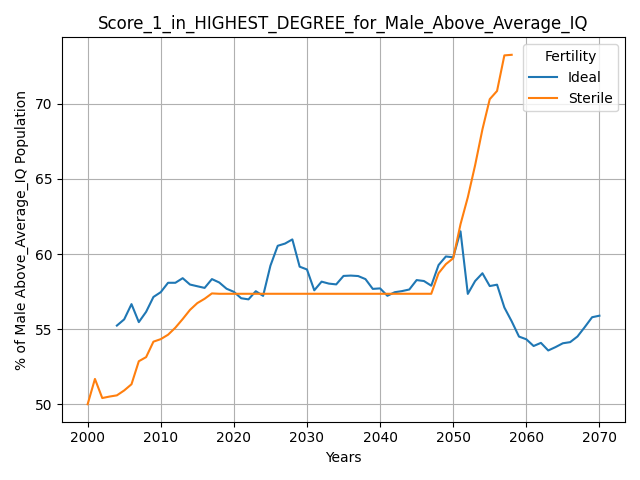 Score_1_in_HIGHEST_DEGREE_for_Male_Above_Average_IQ
% of Male Above_Average_IQ Population
70
65
60
55
50
Fertility
Ideal
Sterile
2000 2010 2020 2030 2040 2050 2060 2070
Years